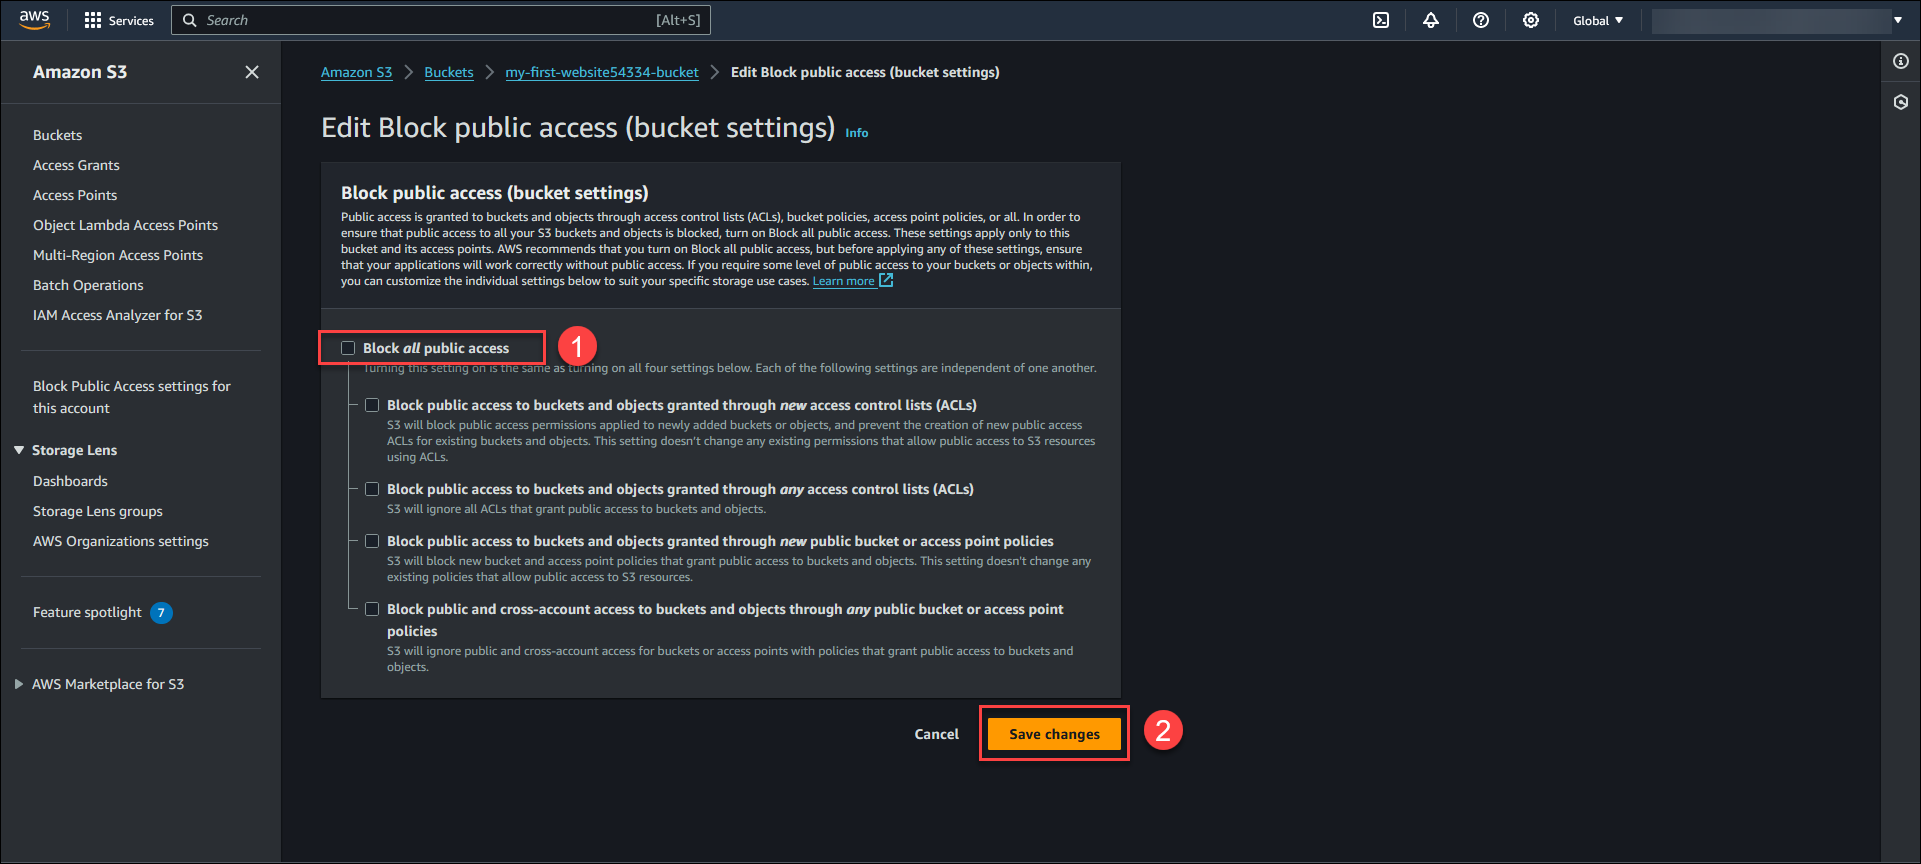 aws
Services
Search
[Alt+S]
Global
Amazon S3
Buckets
Access Grants
Access Points
Object Lambda Access Points
Multi-Region Access Points
Batch Operations
IAM Access Analyzer for S3
Block Public Access settings for
this account
Storage Lens
Dashboards
Storage Lens groups
AWS Organizations settings
Feature spotlight 7
AWS Marketplace for S3
Amazon S3 > Buckets > my-first-website54334-bucket > Edit Block public access (bucket settings)
Edit Block public access (bucket settings) Info
Block public access (bucket settings)
Public access is granted to buckets and objects through access control lists (ACLs), bucket policies, access point policies, or all. In order to
ensure that public access to all your S3 buckets and objects is blocked, turn on Block all public access. These settings apply only to this
bucket and its access points. AWS recommends that you turn on Block all public access, but before applying any of these settings, ensure
that your applications will work correctly without public access. If you require some level of public access to your buckets or objects within,
you can customize the individual settings below to suit your specific storage use cases. Learn more
Block all public access
1
Turning this setting on is the same as turning on all four settings below. Each of the following settings are independent of one another.
Block public access to buckets and objects granted through new access control lists (ACLs)
S3 will block public access permissions applied to newly added buckets or objects, and prevent the creation of new public access
ACLs for existing buckets and objects. This setting doesn't change any existing permissions that allow public access to S3 resources
using ACLs.
Block public access to buckets and objects granted through any access control lists (ACLs)
S3 will ignore all ACLs that grant public access to buckets and objects.
Block public access to buckets and objects granted through new public bucket or access point policies
S3 will block new bucket and access point policies that grant public access to buckets and objects. This setting doesn't change any
existing policies that allow public access to S3 resources.
Block public and cross-account access to buckets and objects through any public bucket or access point
policies
S3 will ignore public and cross-account access for buckets or access points with policies that grant public access to buckets and
objects.
Cancel
Save changes
2